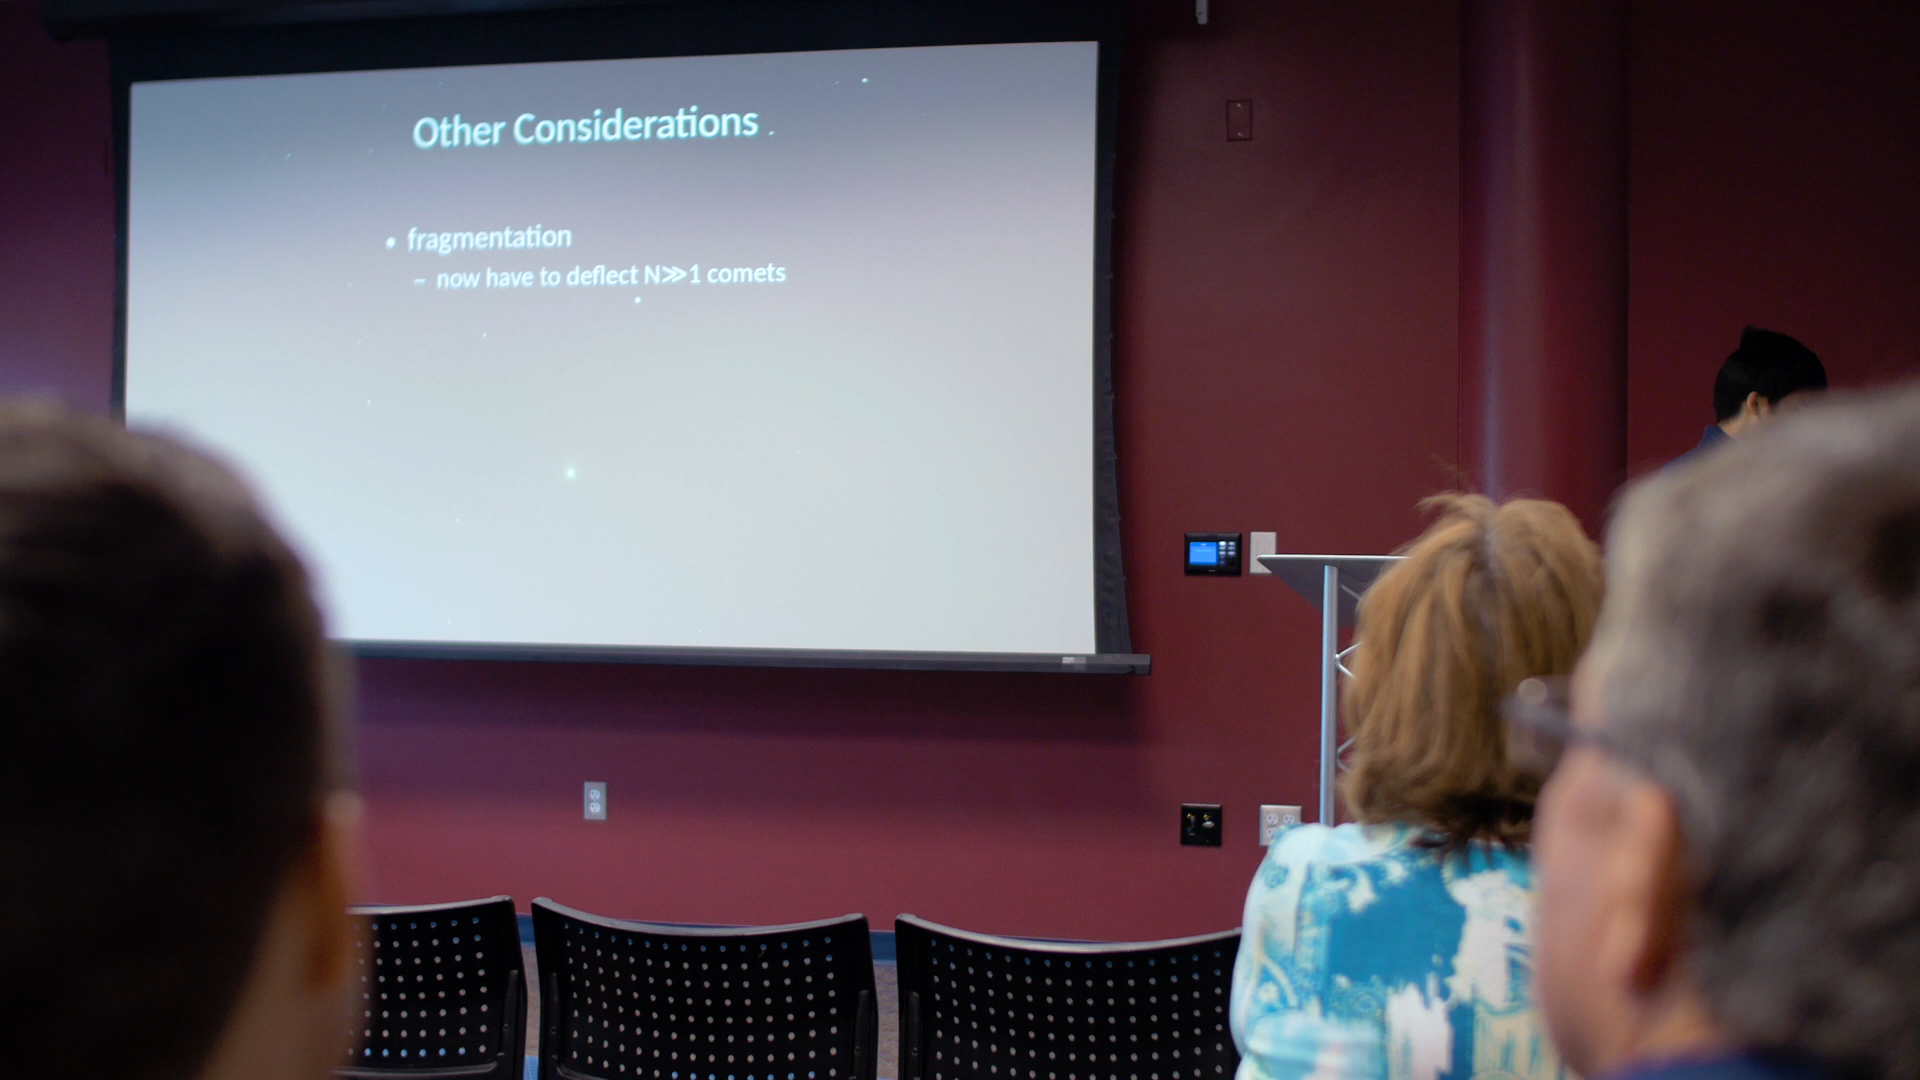 Other Considerations
• fragmentation
– now have to deflect N≫1 comets